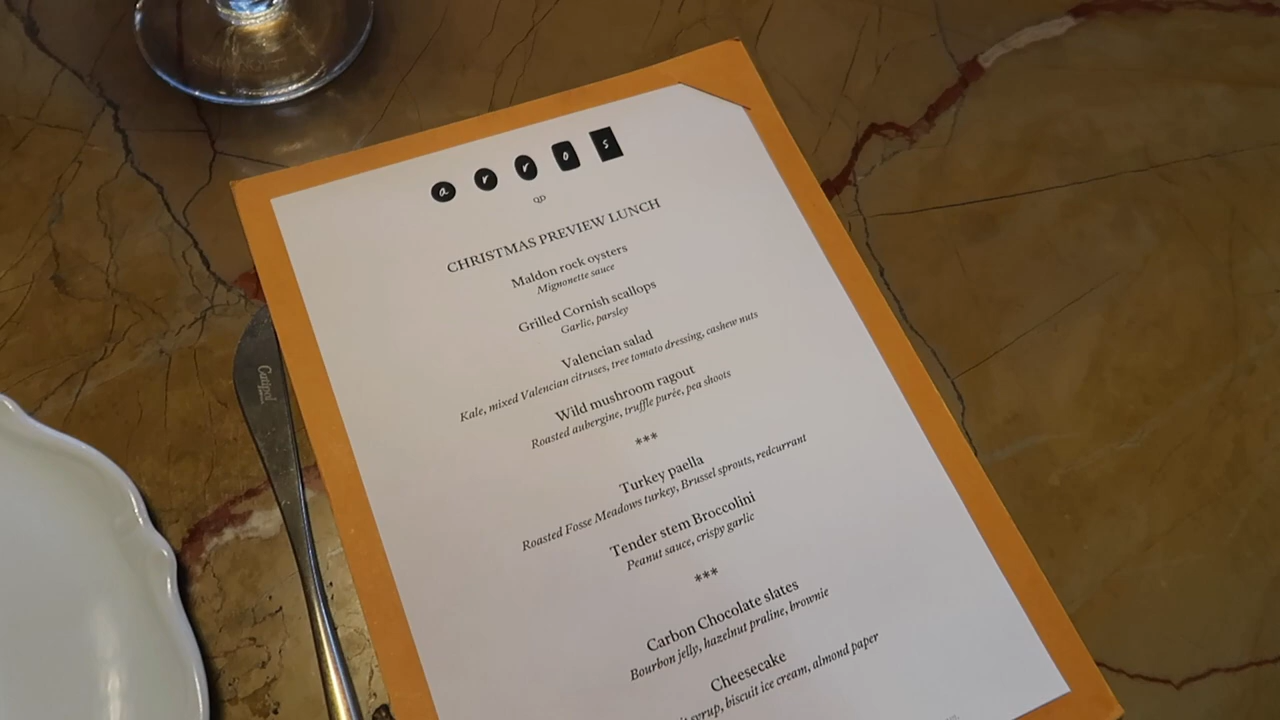 arros
QD
CHRISTMAS PREVIEW LUNCH
Maldon rock oysters
Mignonette sauce
Grilled Cornish scallops
Garlic, parsley
Valencian salad
Kale, mixed Valencian citruses, tree tomato dressing, cashew nuts
Wild mushroom ragout
Roasted aubergine, truffle purée, pea shoots
***
Turkey paella
Roasted Fosse Meadows turkey, Brussel sprouts, redcurrant
Tender stem Broccolini
Peanut sauce, crispy garlic
***
Carbon Chocolate slates
Bourbon jelly, hazelnut praline, brownie
Cheesecake
syrup, biscuit ice cream, almond paper
Cutipol